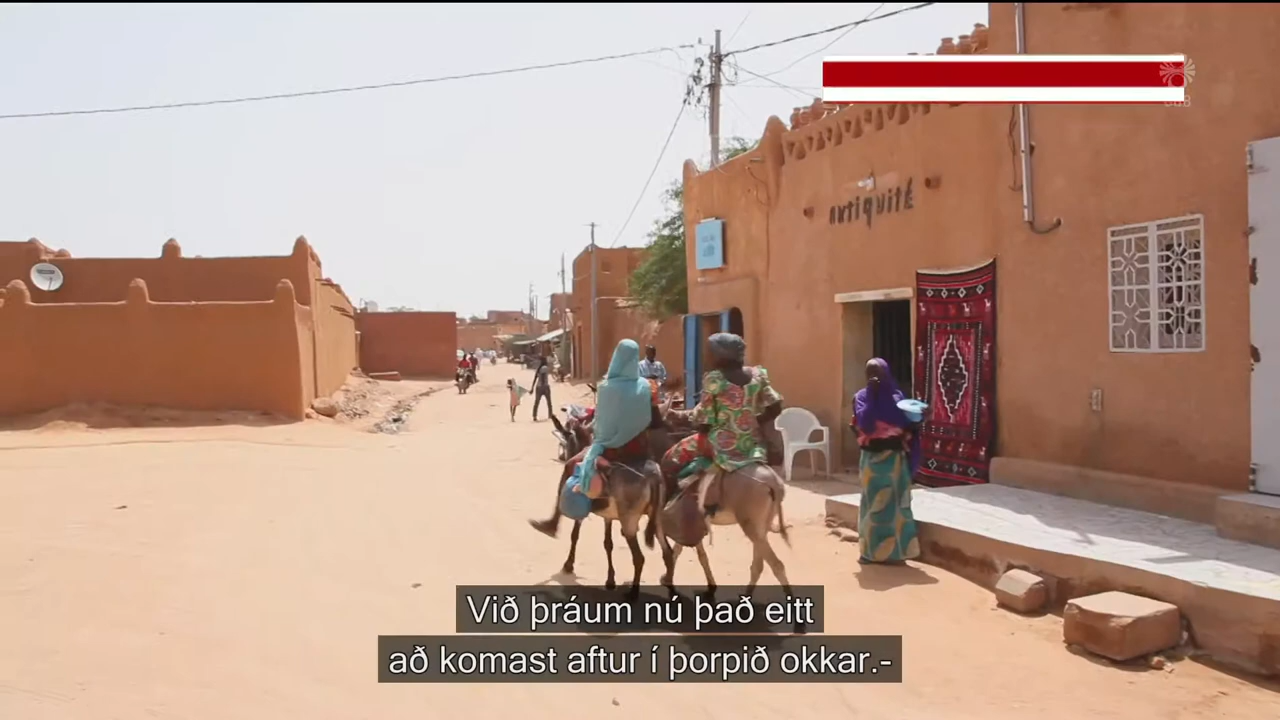 antiquité
Við þráum nú það eitt
að komast aftur í þorpið okkar.-